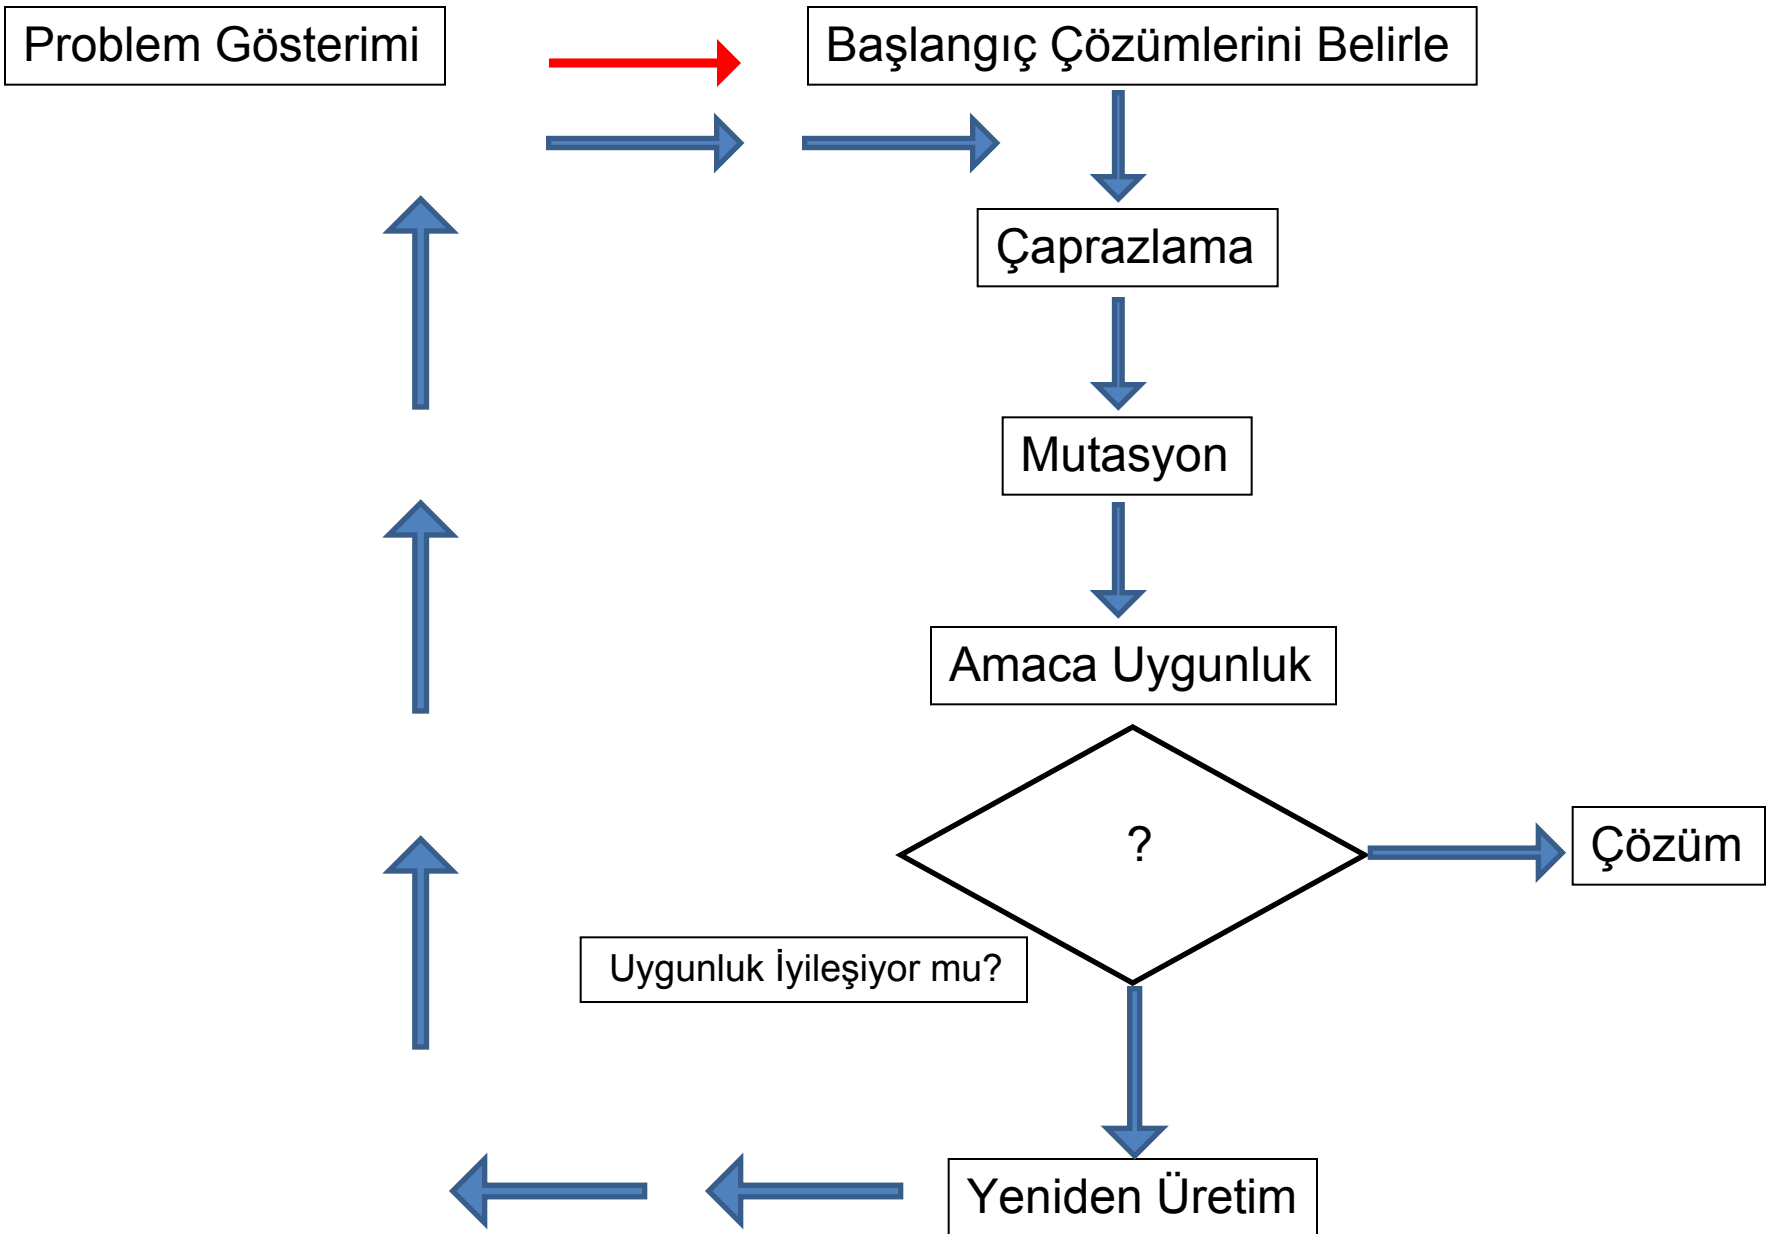 Problem Gösterimi
Başlangıç Çözümlerini Belirle
Çaprazlama
Mutasyon
Amaca Uygunluk
?
Çözüm
Uygunluk İyileşiyor mu?
Yeniden Üretim